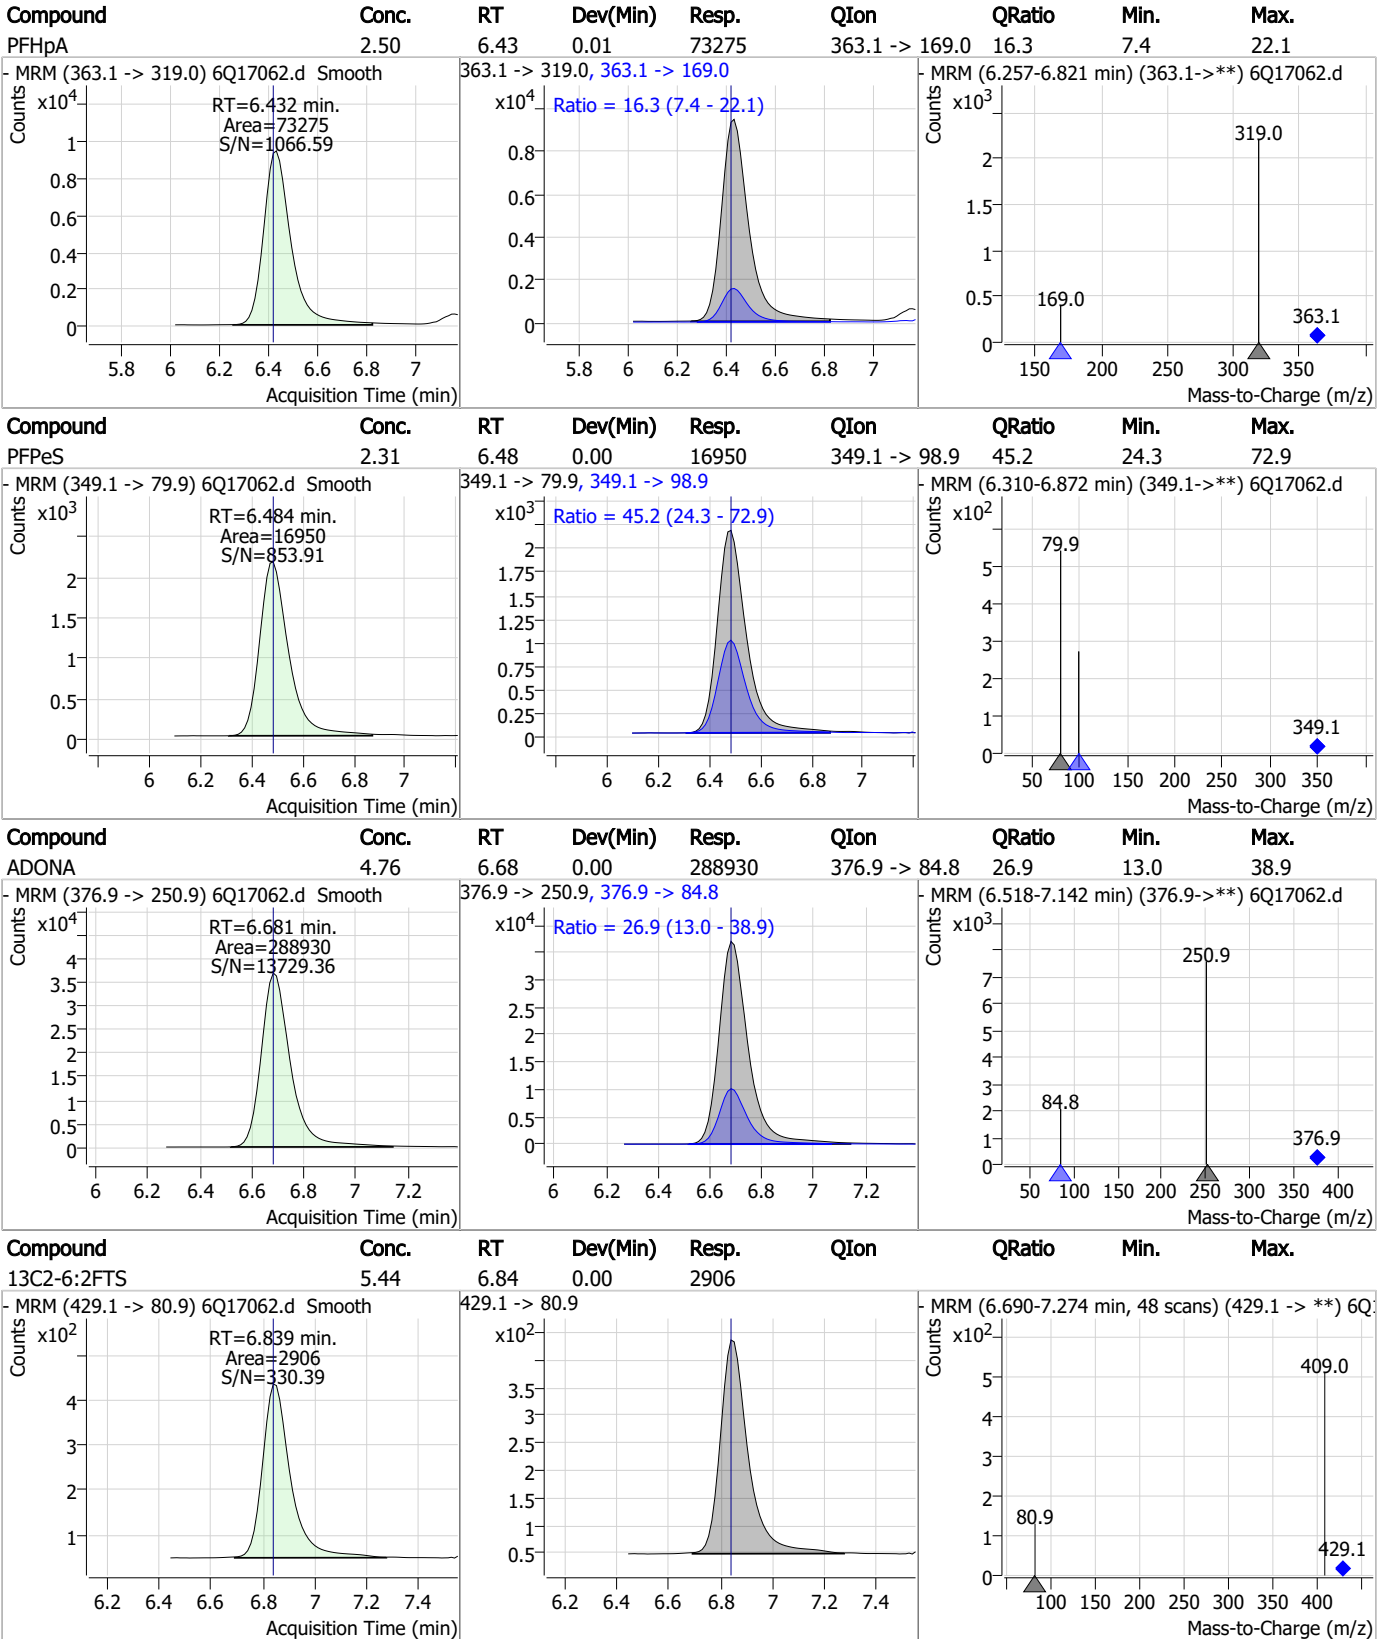 Compound Conc. RT Dev(Min) Resp. QIon QRatio Min. Max.
PFHpA 2.50 6.43 0.01 73275 363.1 -> 169.0 16.3 7.4 22.1
- MRM (363.1 -> 319.0) 6Q17062.d Smooth
Counts
x10^4
RT=6.432 min.
Area=73275
S/N=1066.59
1
0.8
0.6
0.4
0.2
0
5.8 6 6.2 6.4 6.6 6.8 7
Acquisition Time (min)
363.1 -> 319.0, 363.1 -> 169.0
x10^4
Ratio = 16.3 (7.4 - 22.1)
0.8
0.6
0.4
0.2
0
5.8 6 6.2 6.4 6.6 6.8 7
- MRM (6.257-6.821 min) (363.1->**) 6Q17062.d
Counts
x10^3
319.0
2
1.5
1
0.5
0
169.0
363.1
150 200 250 300 350
Mass-to-Charge (m/z)
Compound Conc. RT Dev(Min) Resp. QIon QRatio Min. Max.
PFPeS 2.31 6.48 0.00 16950 349.1 -> 98.9 45.2 24.3 72.9
- MRM (349.1 -> 79.9) 6Q17062.d Smooth
Counts
x10^3
RT=6.484 min.
Area=16950
S/N=853.91
2
1.5
1
0.5
0
6 6.2 6.4 6.6 6.8 7
Acquisition Time (min)
349.1 -> 79.9, 349.1 -> 98.9
x10^3
Ratio = 45.2 (24.3 - 72.9)
2
1.75
1.5
1.25
1
0.75
0.5
0.25
0
6 6.2 6.4 6.6 6.8 7
- MRM (6.310-6.872 min) (349.1->**) 6Q17062.d
Counts
x10^2
79.9
5
4
3
2
1
0
349.1
50 100 150 200 250 300 350
Mass-to-Charge (m/z)
Compound Conc. RT Dev(Min) Resp. QIon QRatio Min. Max.
ADONA 4.76 6.68 0.00 288930 376.9 -> 84.8 26.9 13.0 38.9
- MRM (376.9 -> 250.9) 6Q17062.d Smooth
Counts
x10^4
RT=6.681 min.
Area=288930
S/N=13729.36
4
3.5
3
2.5
2
1.5
1
0.5
0
6 6.2 6.4 6.6 6.8 7 7.2
Acquisition Time (min)
376.9 -> 250.9, 376.9 -> 84.8
x10^4
Ratio = 26.9 (13.0 - 38.9)
3
2.5
2
1.5
1
0.5
0
6 6.2 6.4 6.6 6.8 7 7.2
- MRM (6.518-7.142 min) (376.9->**) 6Q17062.d
Counts
x10^3
250.9
7
6
5
4
3
2
1
0
84.8
376.9
50 100 150 200 250 300 350 400
Mass-to-Charge (m/z)
Compound Conc. RT Dev(Min) Resp. QIon QRatio Min. Max.
13C2-6:2FTS 5.44 6.84 0.00 2906
- MRM (429.1 -> 80.9) 6Q17062.d Smooth
Counts
x10^2
RT=6.839 min.
Area=2906
S/N=330.39
4
3
2
1
6.2 6.4 6.6 6.8 7 7.2 7.4
Acquisition Time (min)
429.1 -> 80.9
x10^2
3.5
3
2.5
2
1.5
1
0.5
6.2 6.4 6.6 6.8 7 7.2 7.4
- MRM (6.690-7.274 min, 48 scans) (429.1 -> **) 6Q1
Counts
x10^2
409.0
5
4
3
2
1
0
80.9
429.1
100 150 200 250 300 350 400
Mass-to-Charge (m/z)